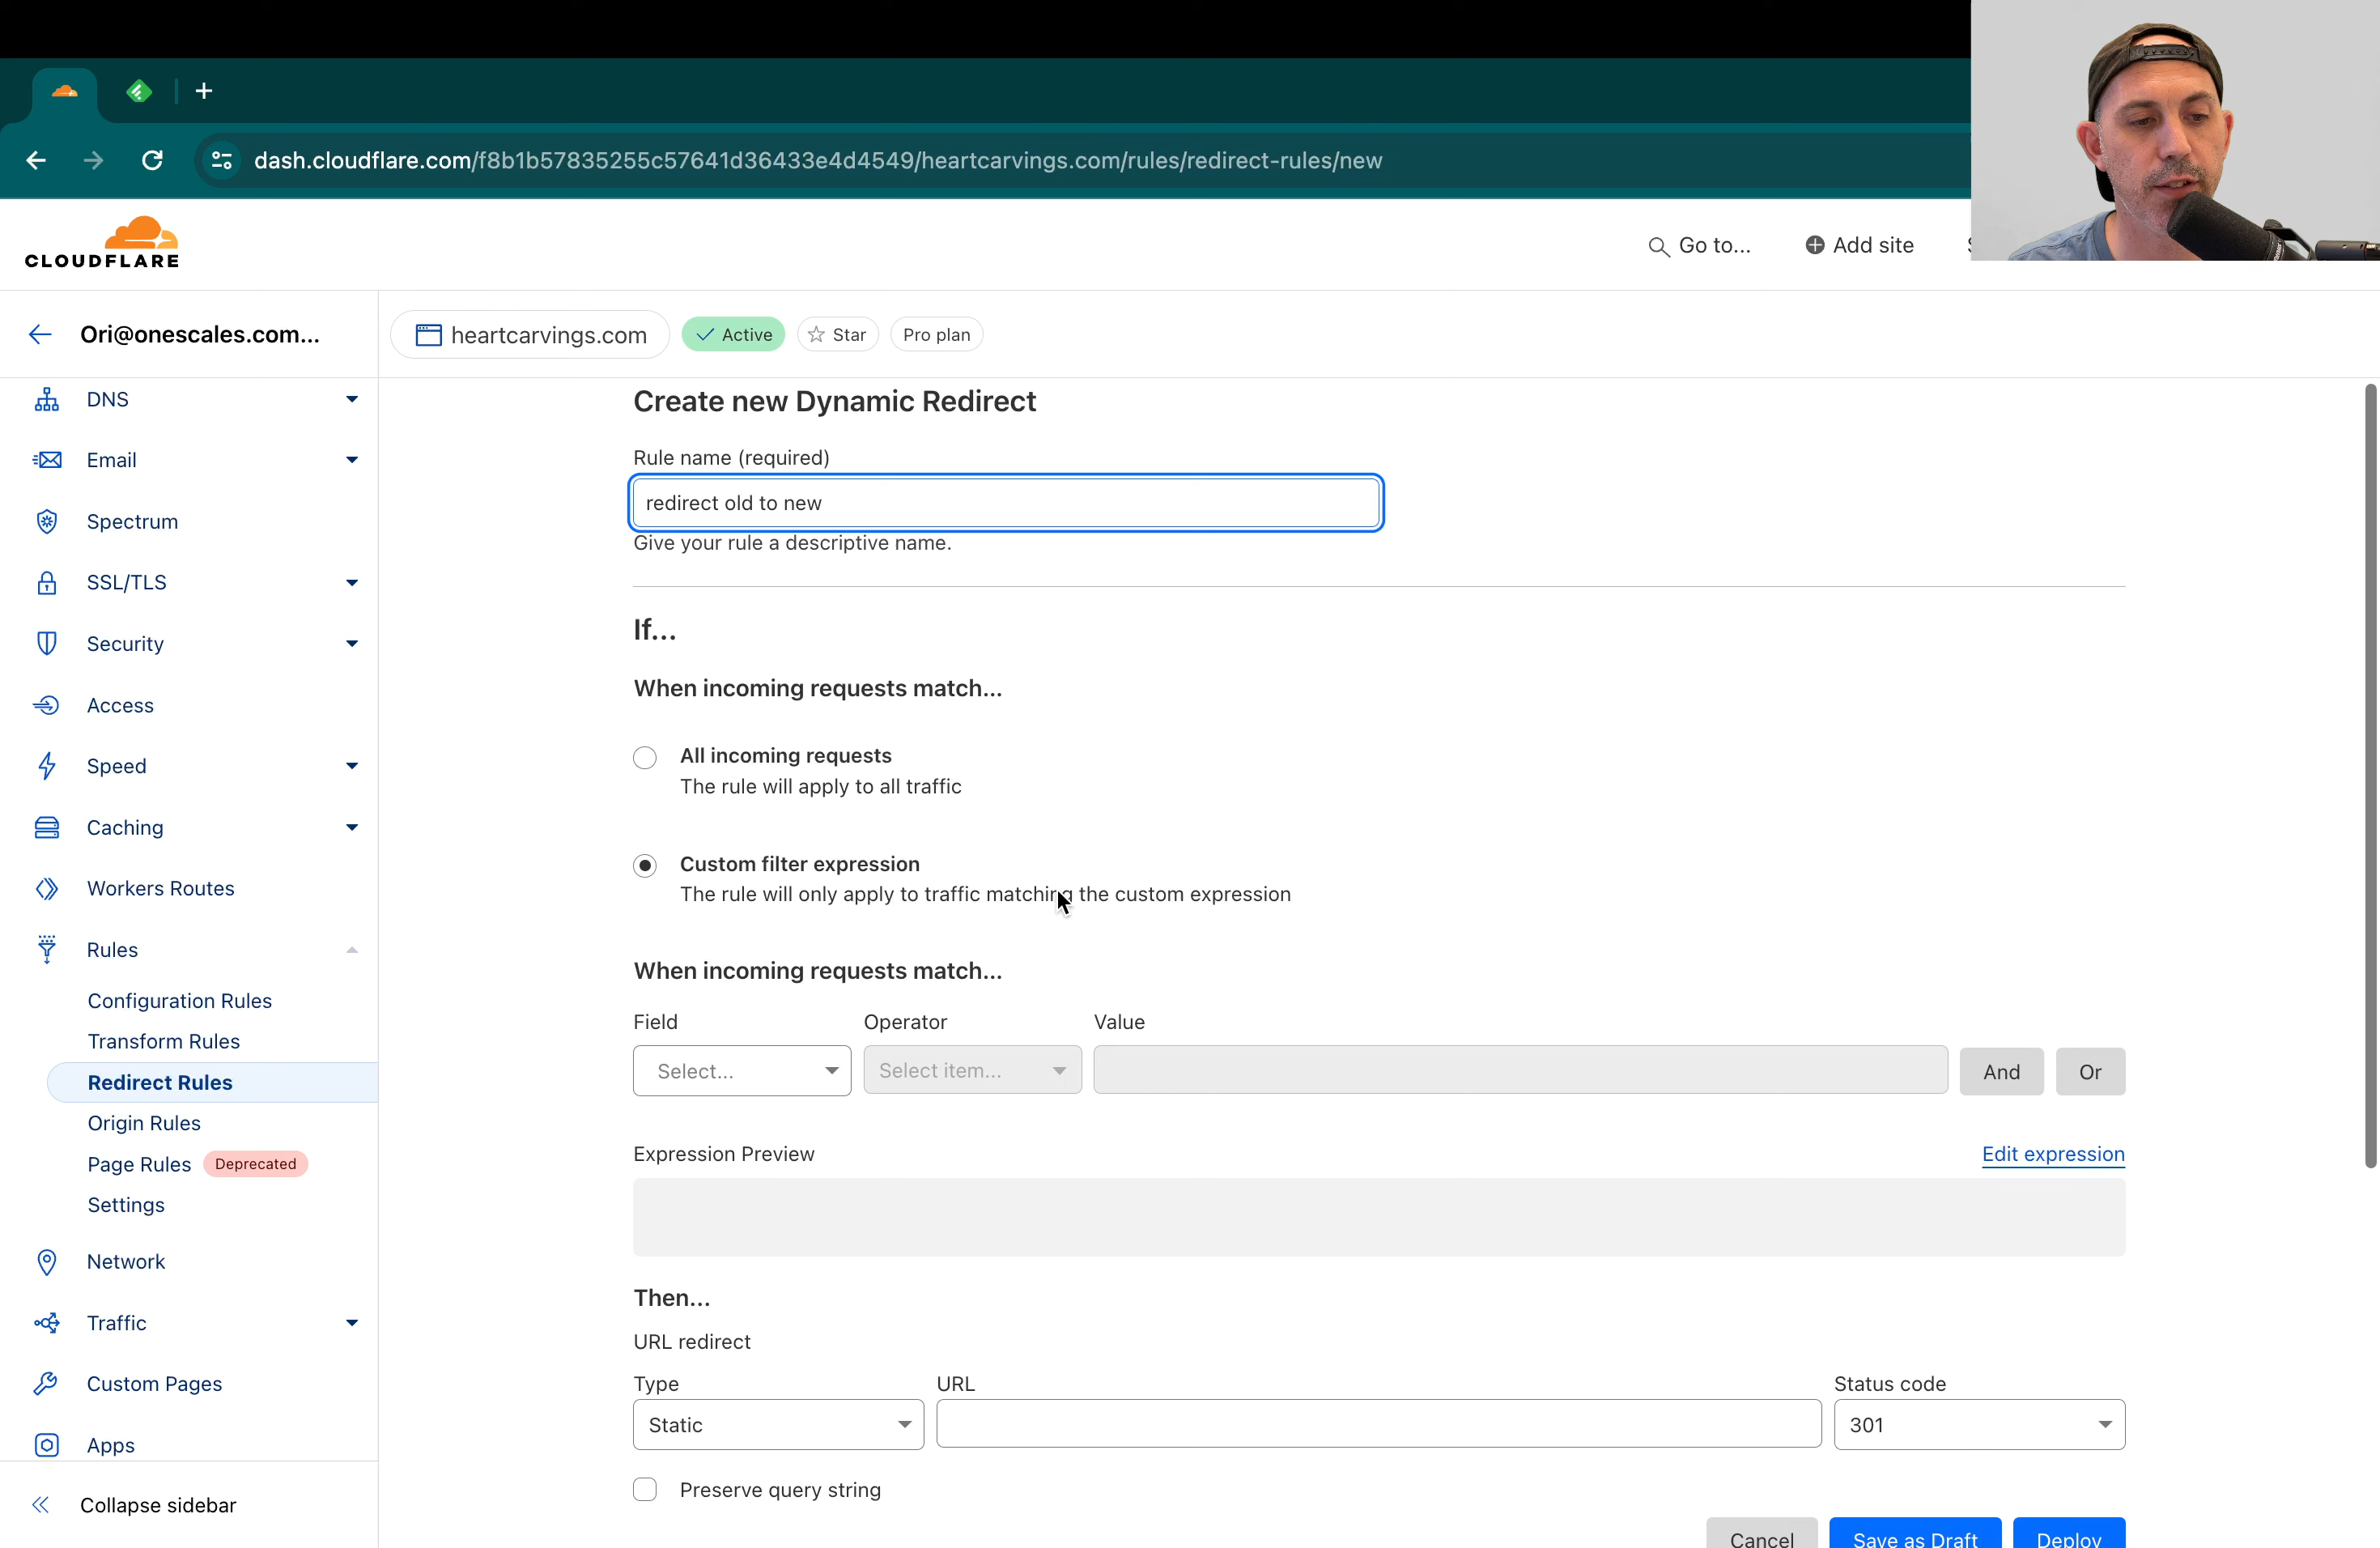 dash.cloudflare.com/f8b1b57835255c57641d36433e4d4549/heartcarvings.com/rules/redirect-rules/new
CLOUDFLARE
Go to...
Add site
Ori@onescales.com...
heartcarvings.com
Active
Star
Pro plan
DNS
Email
Spectrum
SSL/TLS
Security
Access
Speed
Caching
Workers Routes
Rules
Configuration Rules
Transform Rules
Redirect Rules
Origin Rules
Page Rules Deprecated
Settings
Network
Traffic
Custom Pages
Apps
Collapse sidebar
Create new Dynamic Redirect
Rule name (required)
redirect old to new
Give your rule a descriptive name.
If...
When incoming requests match...
All incoming requests
The rule will apply to all traffic
Custom filter expression
The rule will only apply to traffic matching the custom expression
When incoming requests match...
Field Operator Value
Select... Select item... And Or
Expression Preview Edit expression
Then...
URL redirect
Type URL Status code
Static 301
Preserve query string
Cancel Save as Draft Deploy